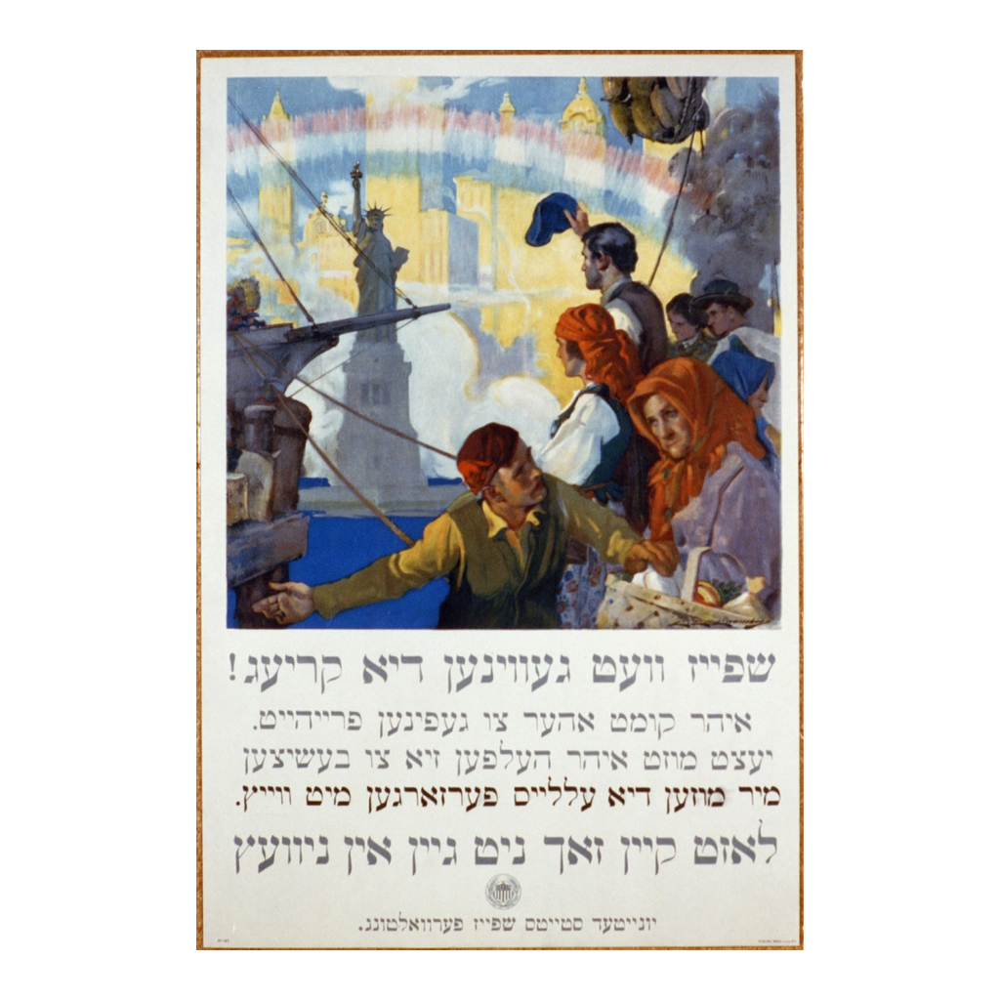 שפייז וועט געווינען דיא קריעג!
איהר קומט אהער צו געפינען פרייהייט.
יעצט מוזט איהר העלפען זיא צו בעשיצען
מיר מוזען דיא עללייס פערזארגען מיט ווייץ.
לאזט קיין זאך ניט גיין אין ניוועץ
יונייטעד סטייטס שפייז פערוואלטונג.